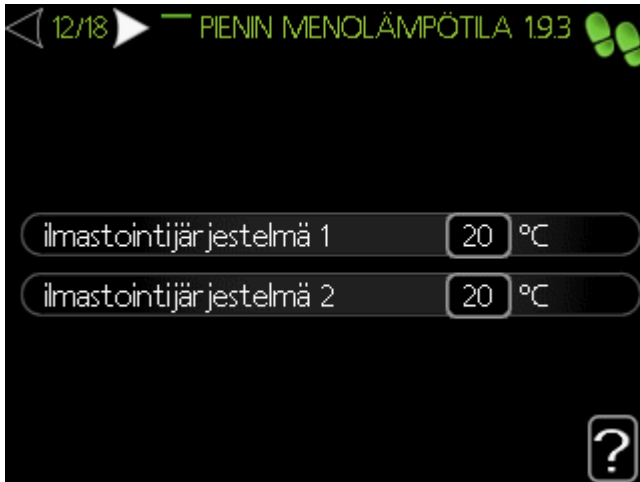 12/18 PIENIN MENOLÄMPÖTILA 1.9.3
ilmastointijärjestelmä 1 20 °C
ilmastointijärjestelmä 2 20 °C
?